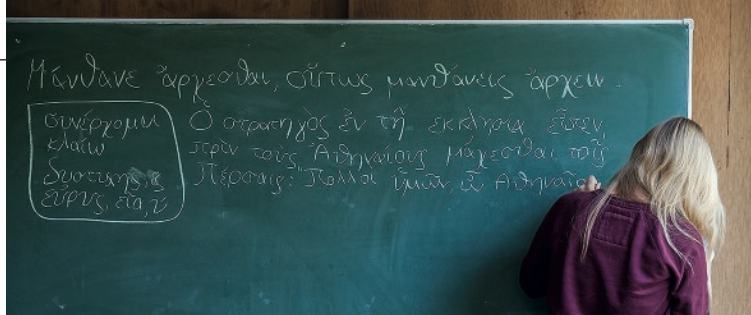 Μάνθανε ἄρχεσθαι, οὕτως μανθάνεις ἄρχειν.
συνέρχομαι
κλαίω
δυστυχής, ές
εὐρύς, εῖα, ύ
Ὁ στρατηγὸς ἐν τῇ ἐκκλησίᾳ εἶπεν,
πρὶν τοὺς Ἀθηναίους μάχεσθαι τοῖς
Πέρσαις: "Πολλοὶ ὑμῶν, ὦ Ἀθηναῖοι